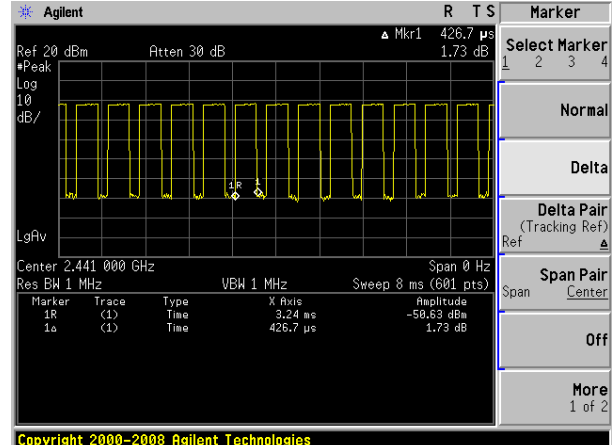 Agilent R T S Marker
Δ Mkr1 426.7 µs
Ref 20 dBm Atten 30 dB 1.73 dB
#Peak
Log
10
dB/
1R 1
LgAv
Center 2.441 000 GHz Span 0 Hz
Res BW 1 MHz VBW 1 MHz Sweep 8 ms (601 pts)
Marker Trace Type X Axis Amplitude
1R (1) Time 3.24 ms -50.63 dBm
1Δ (1) Time 426.7 µs 1.73 dB
Select Marker
1 2 3 4
Normal
Delta
Delta Pair
(Tracking Ref)
Ref Δ
Span Pair
Span Center
Off
More
1 of 2
Copyright 2000-2008 Agilent Technologies